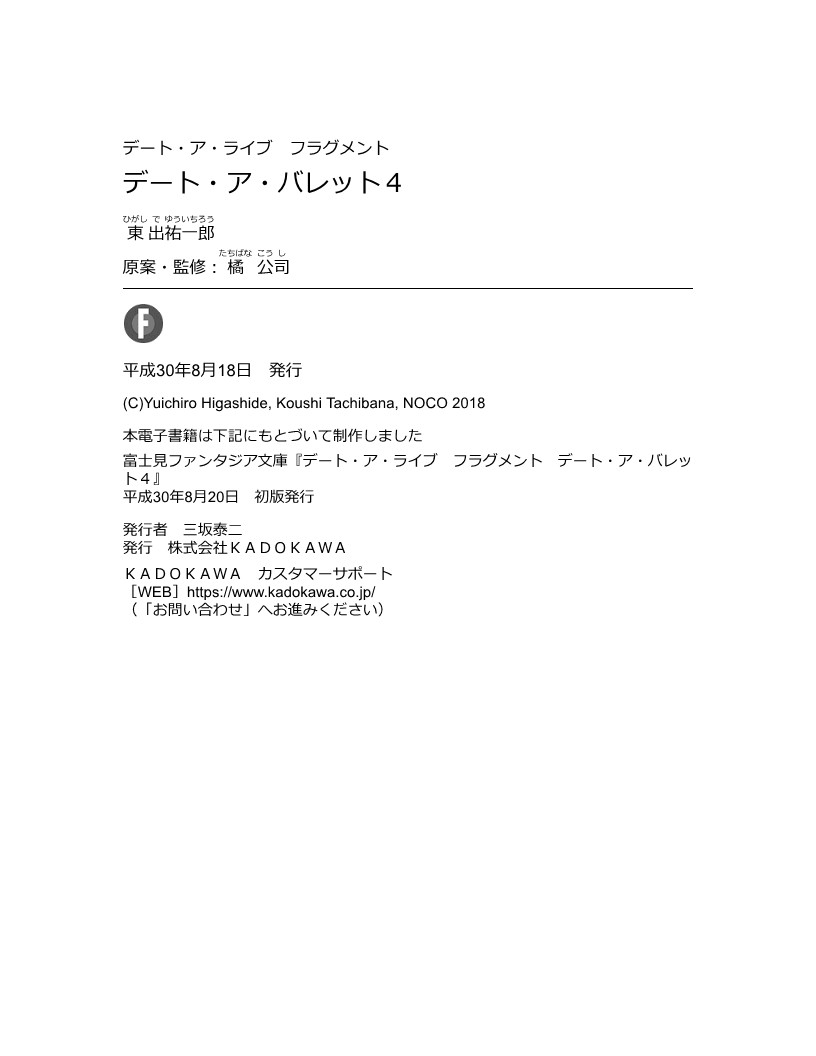 デート・ア・ライブ　フラグメント
デート・ア・バレット４
ひがし で ゆういちろう
東出祐一郎
たちばな こう し
原案・監修：橘　公司
F
平成30年8月18日　発行
(C)Yuichiro Higashide, Koushi Tachibana, NOCO 2018
本電子書籍は下記にもとづいて制作しました
富士見ファンタジア文庫『デート・ア・ライブ　フラグメント　デート・ア・バレッ
ト４』
平成30年8月20日　初版発行
発行者　三坂泰二
発行　株式会社ＫＡＤＯＫＡＷＡ
ＫＡＤＯＫＡＷＡ　カスタマーサポート
［WEB］https://www.kadokawa.co.jp/
（「お問い合わせ」へお進みください）